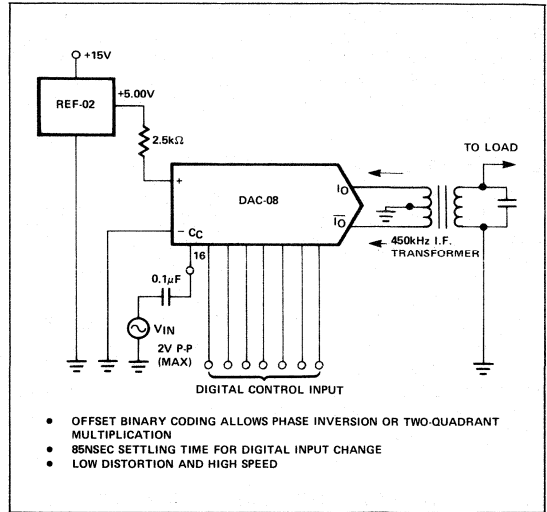 +15V
REF-02
+5.00V
2.5kΩ
TO LOAD
+
DAC-08
IO
IO
− CC
16
450kHz I.F.
TRANSFORMER
0.1μF
VIN
2V P-P
(MAX)
DIGITAL CONTROL INPUT
• OFFSET BINARY CODING ALLOWS PHASE INVERSION OR TWO-QUADRANT
MULTIPLICATION
• 85NSEC SETTLING TIME FOR DIGITAL INPUT CHANGE
• LOW DISTORTION AND HIGH SPEED